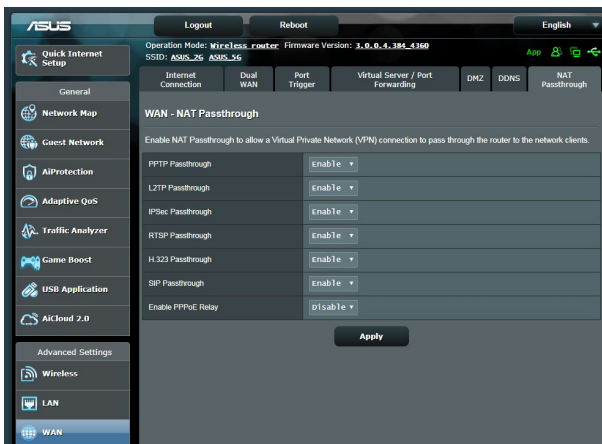 ASUS
Logout
Reboot
English
Quick Internet
Setup
Operation Mode: Wireless router Firmware Version: 3.0.0.4.384_4360
SSID: ASUS_2G ASUS_5G
App
General
Network Map
Guest Network
AiProtection
Adaptive QoS
Traffic Analyzer
Game Boost
USB Application
AiCloud 2.0
Advanced Settings
Wireless
LAN
WAN
Internet
Connection
Dual
WAN
Port
Trigger
Virtual Server / Port
Forwarding
DMZ
DDNS
NAT
Passthrough
WAN - NAT Passthrough
Enable NAT Passthrough to allow a Virtual Private Network (VPN) connection to pass through the router to the network clients.
PPTP Passthrough Enable
L2TP Passthrough Enable
IPSec Passthrough Enable
RTSP Passthrough Enable
H.323 Passthrough Enable
SIP Passthrough Enable
Enable PPPoE Relay Disable
Apply